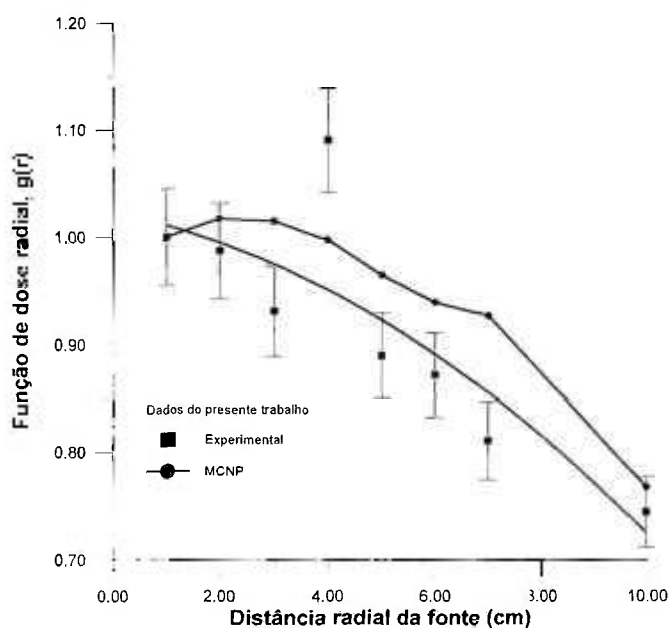 1.20
1.10
1.00
0.90
0.80
0.70
Função de dose radial, g(r)
Dados do presente trabalho
Experimental
MCNP
0.00
2.00
4.00
6.00
3.00
10.00
Distância radial da fonte (cm)